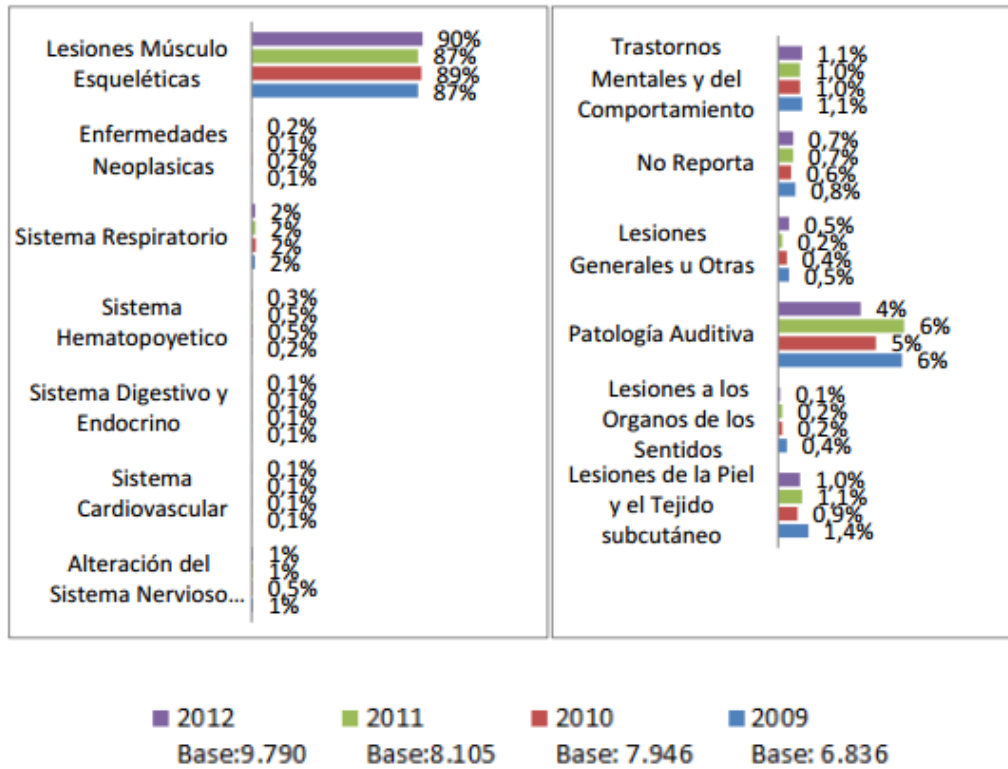 Lesiones Músculo
Esqueléticas
90%
87%
89%
87%
Enfermedades
Neoplasicas
0.2%
0.1%
0.2%
0.1%
Sistema Respiratorio
2%
2%
2%
2%
Sistema
Hematopoyetico
0.3%
0.5%
0.5%
0.2%
Sistema Digestivo y
Endocrino
0.1%
0.1%
0.1%
0.1%
Sistema
Cardiovascular
0.1%
0.1%
0.1%
0.1%
Alteración del
Sistema Nervioso...
1%
1%
0,5%
1%
Trastornos
Mentales y del
Comportamiento
1,1%
1,0%
1,0%
1,1%
No Reporta
0,7%
0,7%
0,6%
0,8%
Lesiones
Generales u Otras
0,5%
0,2%
0,4%
0,5%
Patología Auditiva
4%
6%
5%
6%
Lesiones a los
Organos de los
Sentidos
0,1%
0,2%
0,2%
0,4%
Lesiones de la Piel
y el Tejido
subcutáneo
1,0%
1,1%
0,9%
1,4%
2012
Base:9.790
2011
Base:8.105
2010
Base: 7.946
2009
Base: 6.836